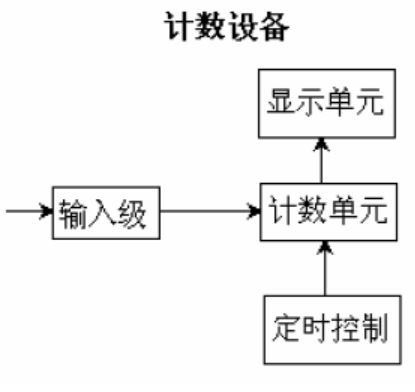 计数设备
显示单元
输入级
计数单元
定时控制